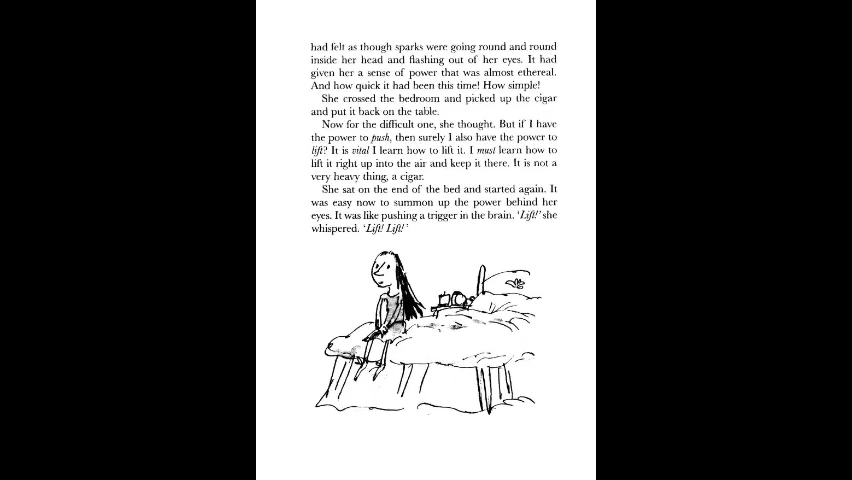 had felt as though sparks were going round and round
inside her head and flashing out of her eyes. It had
given her a sense of power that was almost ethereal.
And how quick it had been this time! How simple!
She crossed the bedroom and picked up the cigar
and put it back on the table.
Now for the difficult one, she thought. But if I have
the power to push, then surely I also have the power to
lift? It is vital I learn how to lift it. I must learn how to
lift it right up into the air and keep it there. It is not a
very heavy thing, a cigar.
She sat on the end of the bed and started again. It
was easy now to summon up the power behind her
eyes. It was like pushing a trigger in the brain. ‘Lift!’ she
whispered. ‘Lift! Lift!’